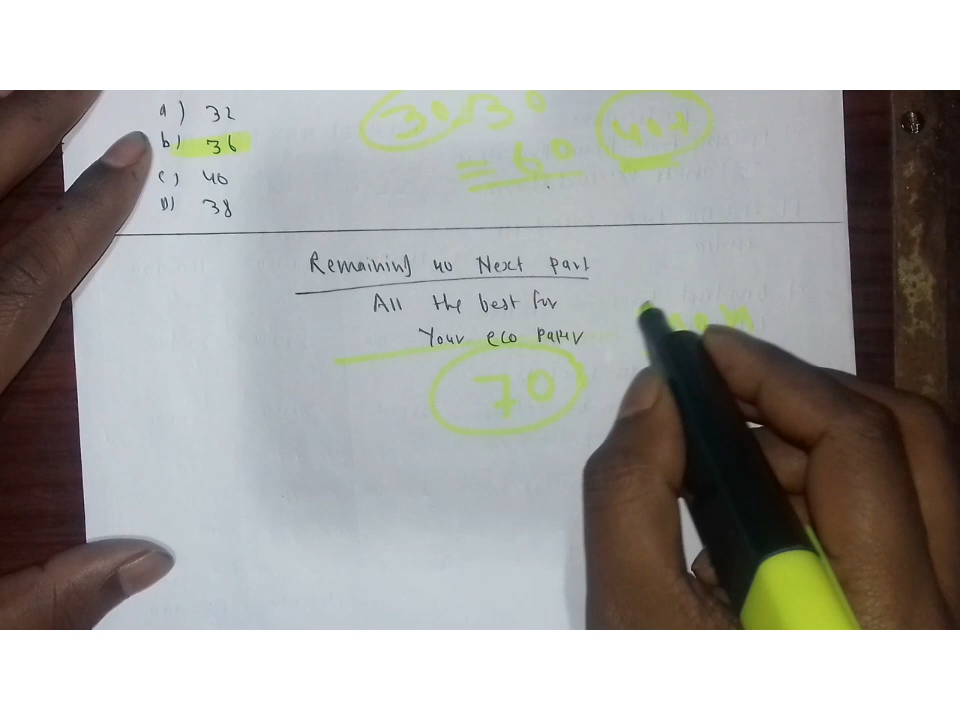 a) 32
b) 36
c) 40
D) 38
30+30
= 60
40+
Remaining 40 Next part
All the best for
Your eco paper
70